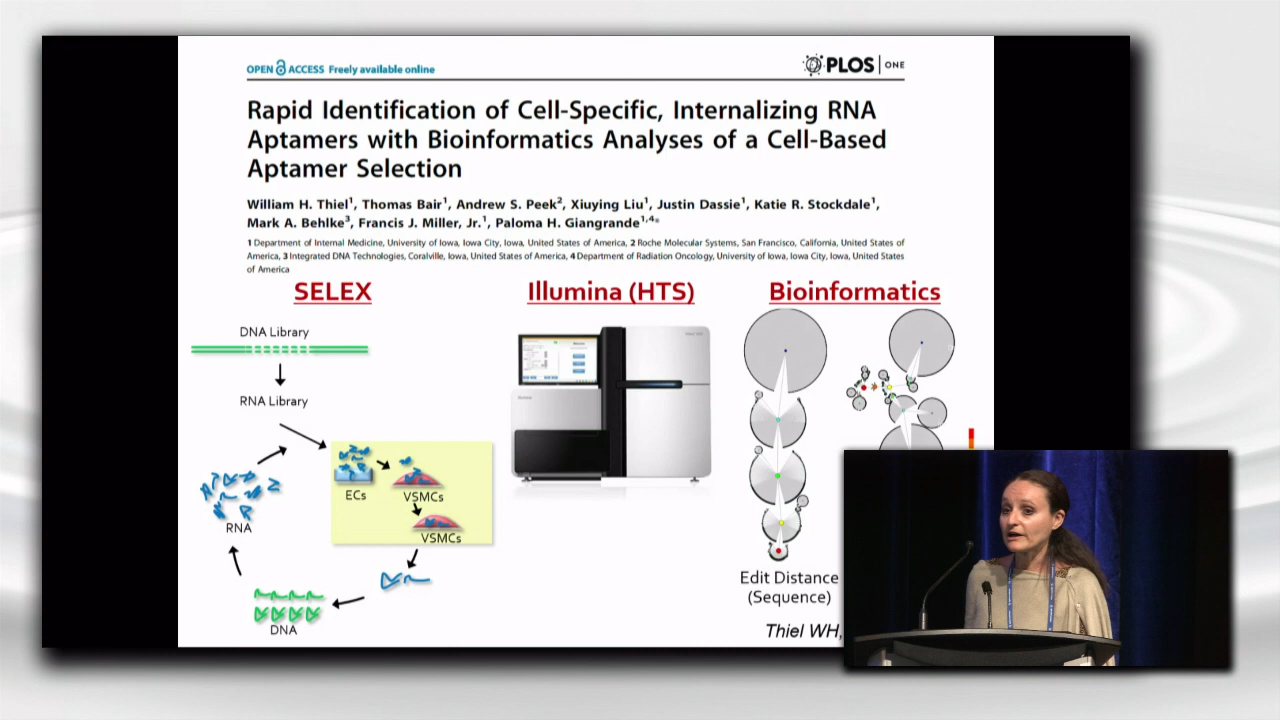 OPEN ACCESS Freely available online
PLOS ONE
Rapid Identification of Cell-Specific, Internalizing RNA
Aptamers with Bioinformatics Analyses of a Cell-Based
Aptamer Selection
William H. Thiel1, Thomas Bair1, Andrew S. Peek2, Xiuying Liu1, Justin Dassie1, Katie R. Stockdale1,
Mark A. Behlke3, Francis J. Miller, Jr.1, Paloma H. Giangrande1,4*
1 Department of Internal Medicine, University of Iowa, Iowa City, Iowa, United States of America, 2 Roche Molecular Systems, San Francisco, California, United States of
America, 3 Integrated DNA Technologies, Coralville, Iowa, United States of America, 4 Department of Radiation Oncology, University of Iowa, Iowa City, Iowa, United States
of America
SELEX
Illumina (HTS)
Bioinformatics
DNA Library
RNA Library
ECs
VSMCs
VSMCs
RNA
DNA
Edit Distance
(Sequence)
Thiel WH,